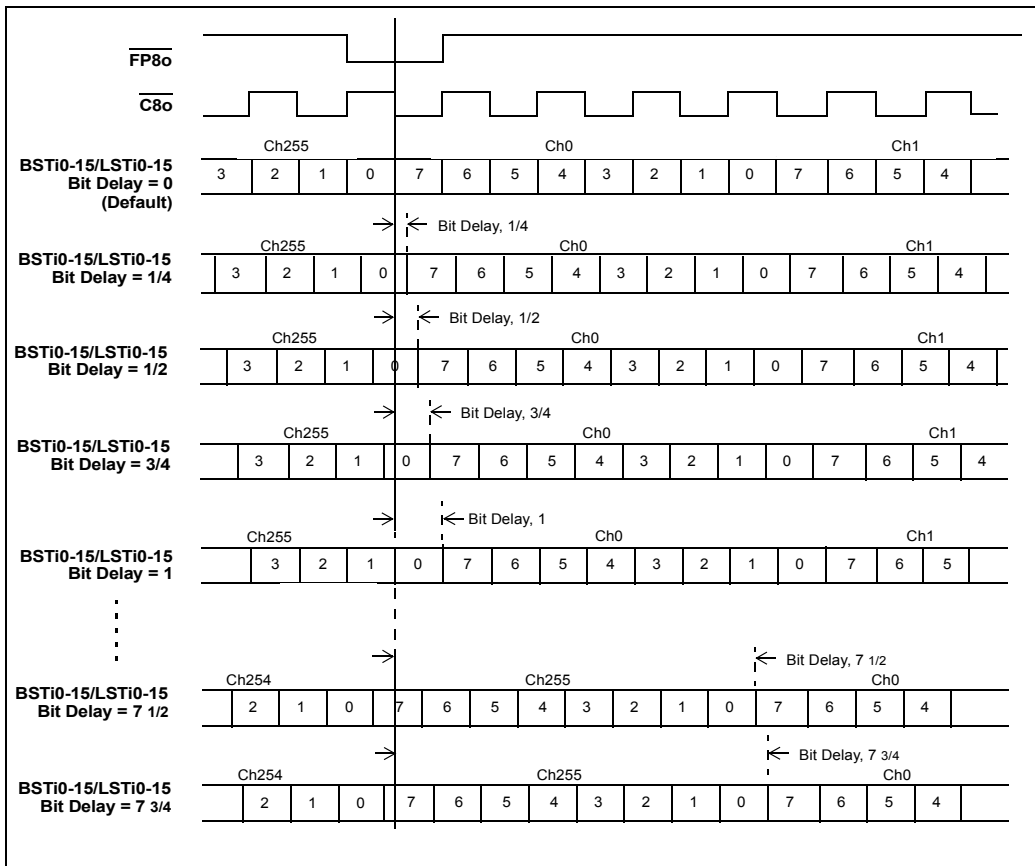 FP8o
C8o
Ch255 Ch0 Ch1
BSTi0-15/LSTi0-15
Bit Delay = 0
(Default)
3 2 1 0 7 6 5 4 3 2 1 0 7 6 5 4
Bit Delay, 1/4
Ch255 Ch0 Ch1
BSTi0-15/LSTi0-15
Bit Delay = 1/4
3 2 1 0 7 6 5 4 3 2 1 0 7 6 5 4
Bit Delay, 1/2
Ch255 Ch0 Ch1
BSTi0-15/LSTi0-15
Bit Delay = 1/2
3 2 1 0 7 6 5 4 3 2 1 0 7 6 5 4
Bit Delay, 3/4
Ch255 Ch0 Ch1
BSTi0-15/LSTi0-15
Bit Delay = 3/4
3 2 1 0 7 6 5 4 3 2 1 0 7 6 5 4
Bit Delay, 1
Ch255 Ch0 Ch1
BSTi0-15/LSTi0-15
Bit Delay = 1
3 2 1 0 7 6 5 4 3 2 1 0 7 6 5
Bit Delay, 7 1/2
Ch254 Ch255 Ch0
BSTi0-15/LSTi0-15
Bit Delay = 7 1/2
2 1 0 7 6 5 4 3 2 1 0 7 6 5 4
Bit Delay, 7 3/4
Ch254 Ch255 Ch0
BSTi0-15/LSTi0-15
Bit Delay = 7 3/4
2 1 0 7 6 5 4 3 2 1 0 7 6 5 4